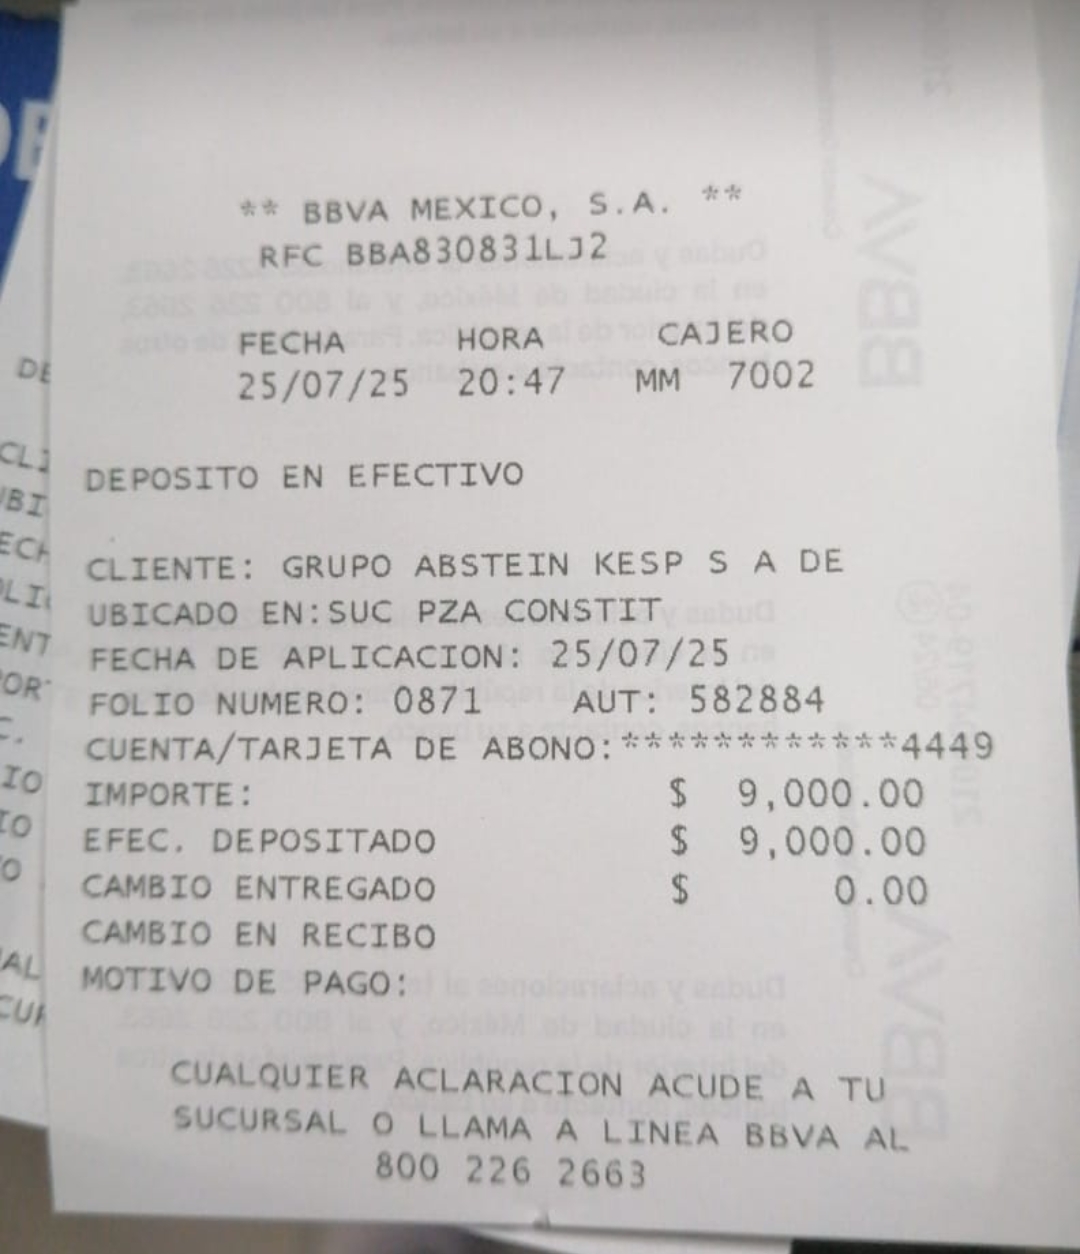 ** BBVA MEXICO, S.A. **
RFC BBA830831LJ2
FECHA HORA CAJERO
25/07/25 20:47 MM 7002
DEPOSITO EN EFECTIVO
CLIENTE: GRUPO ABSTEIN KESP S A DE
UBICADO EN:SUC PZA CONSTIT
FECHA DE APLICACION: 25/07/25
FOLIO NUMERO: 0871 AUT: 582884
CUENTA/TARJETA DE ABONO:************4449
IMPORTE: $ 9,000.00
EFEC. DEPOSITADO $ 9,000.00
CAMBIO ENTREGADO $ 0.00
CAMBIO EN RECIBO
MOTIVO DE PAGO:
CUALQUIER ACLARACION ACUDE A TU
SUCURSAL O LLAMA A LINEA BBVA AL
800 226 2663